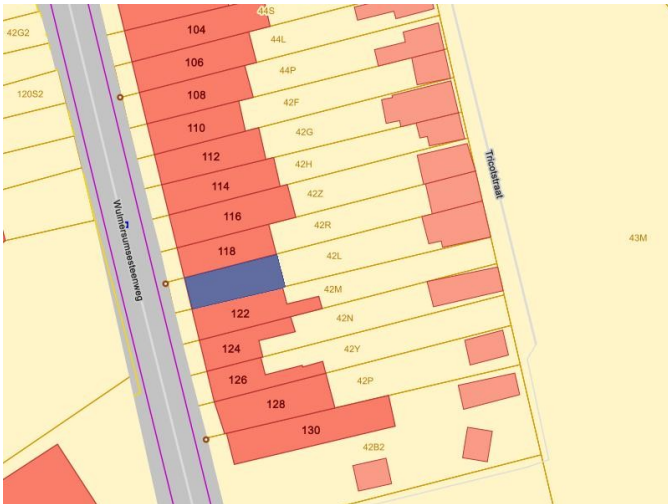 44S
104
42G2
44L
106
44P
120S2
108
42F
110
42G
112
42H
114
Tricotstraat
42Z
116
42R
Wulmersumsesteenweg
118
43M
42L
42M
122
42N
124
42Y
126
42P
128
130
42B2